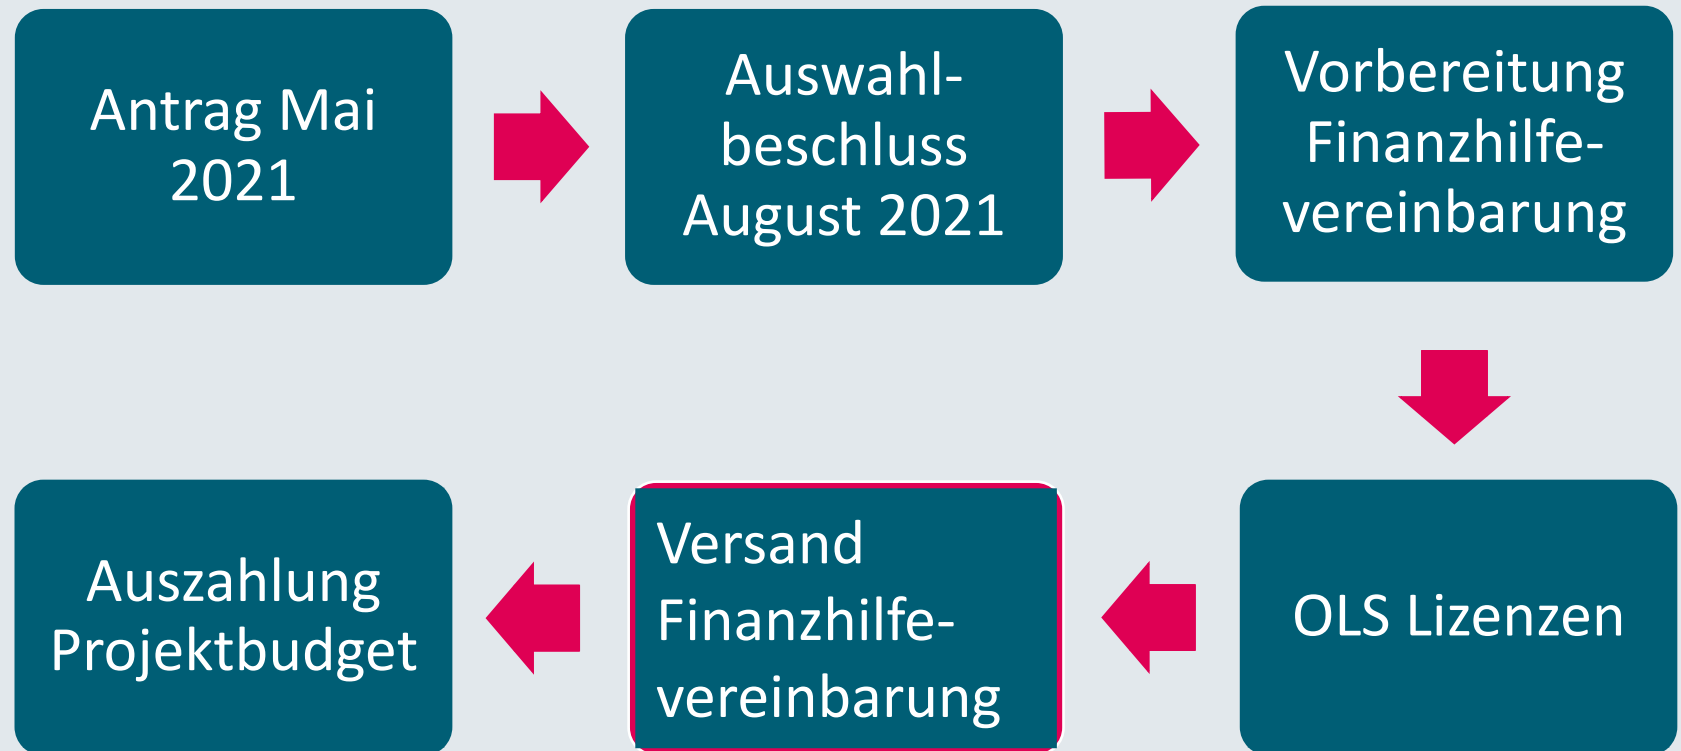 Antrag Mai
2021
Auswahl-
beschluss
August 2021
Vorbereitung
Finanzhilfe-
vereinbarung
OLS Lizenzen
Versand
Finanzhilfe-
vereinbarung
Auszahlung
Projektbudget